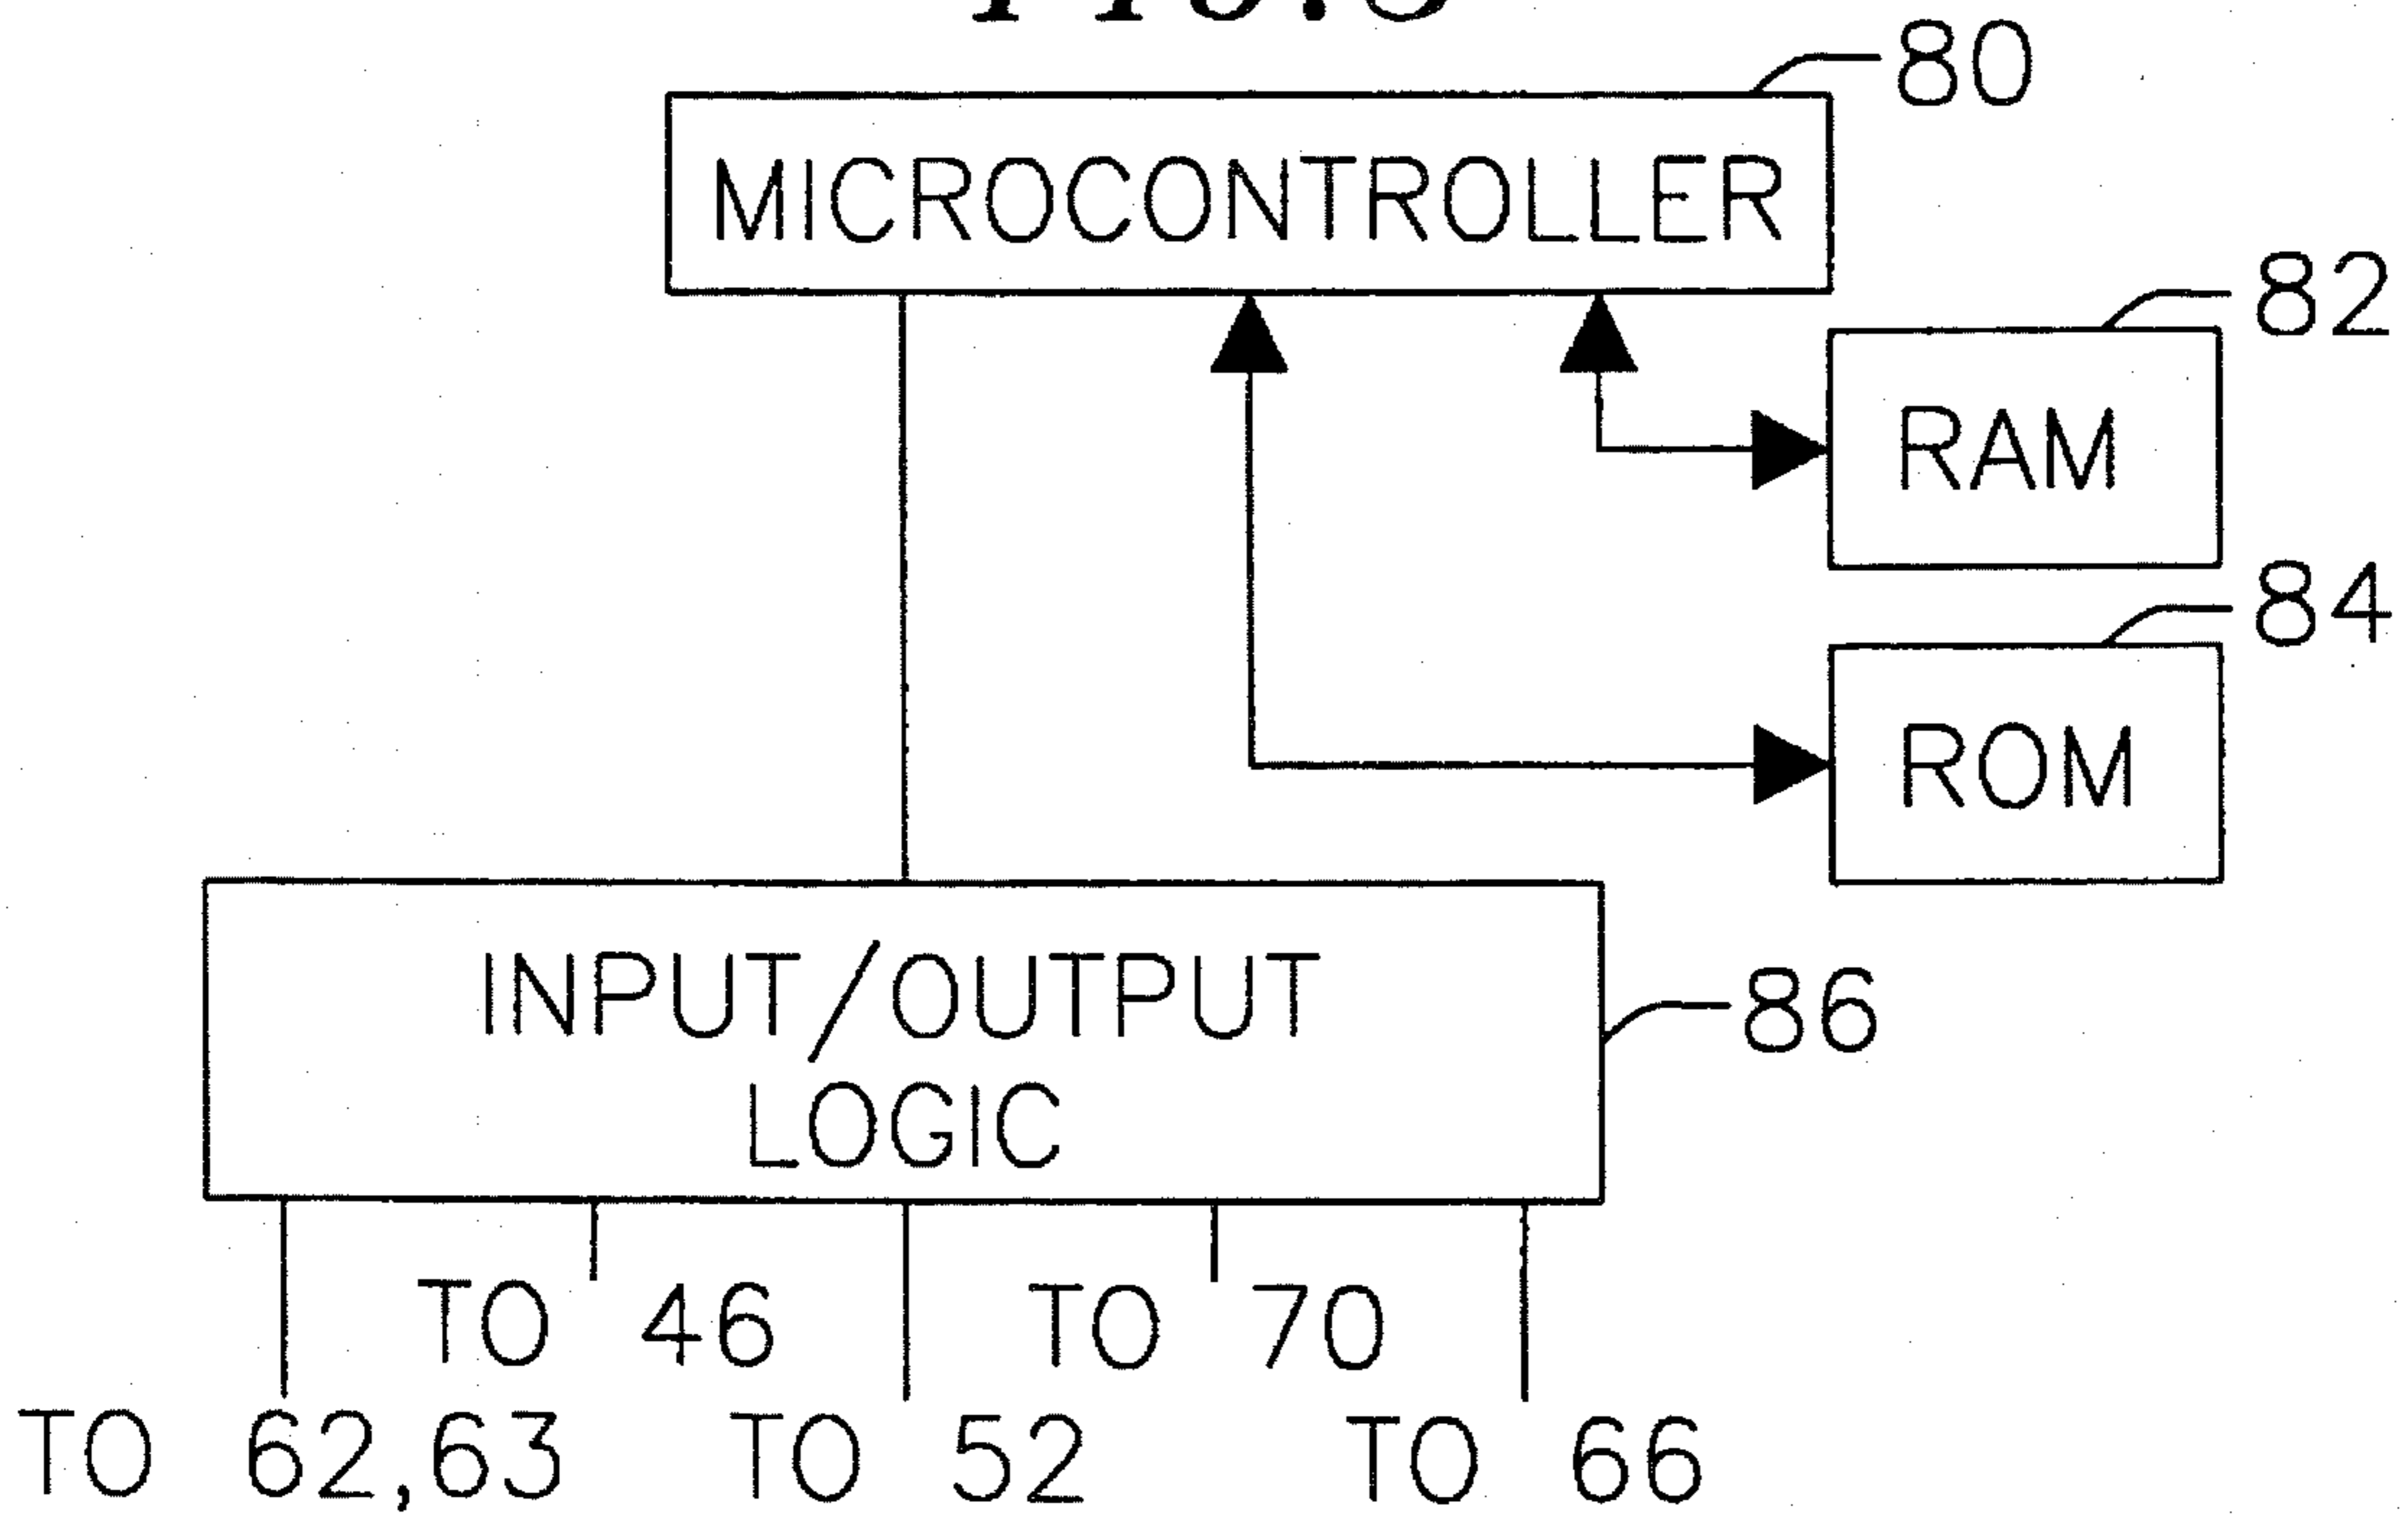 80
MICROCONTROLLER
82
RAM
84
ROM
INPUT/OUTPUT
LOGIC
86
TO 46
TO 70
TO 62,63
TO 52
TO 66